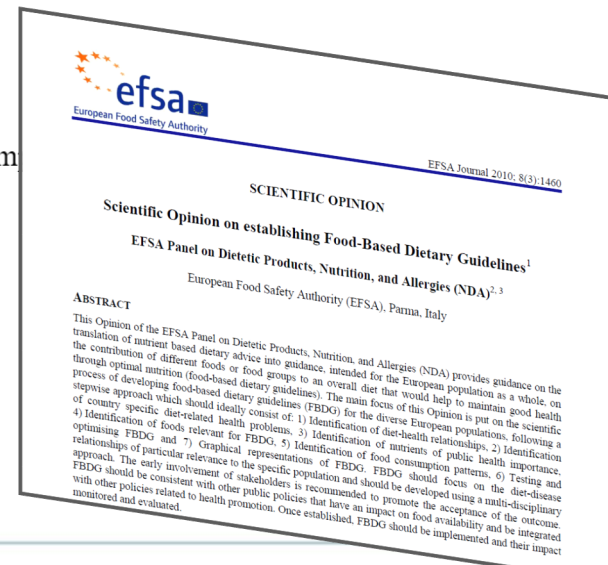 m
efsa
European Food Safety Authority
EFSA Journal 2010; 8(3):1460
SCIENTIFIC OPINION
Scientific Opinion on establishing Food-Based Dietary Guidelines1
EFSA Panel on Dietetic Products, Nutrition, and Allergies (NDA)2, 3
European Food Safety Authority (EFSA), Parma, Italy
ABSTRACT
This Opinion of the EFSA Panel on Dietetic Products, Nutrition, and Allergies (NDA) provides guidance on the
translation of nutrient based dietary advice into guidance, intended for the European population as a whole, on
the contribution of different foods or food groups to an overall diet that would help to maintain good health
through optimal nutrition (food-based dietary guidelines). The main focus of this Opinion is put on the scientific
process of developing food-based dietary guidelines (FBDG) for the diverse European populations, following a
stepwise approach which should ideally consist of: 1) Identification of diet-health relationships, 2) Identification
of country specific diet-related health problems, 3) Identification of nutrients of public health importance,
4) Identification of foods relevant for FBDG, 5) Identification of food consumption patterns, 6) Testing and
optimising FBDG and 7) Graphical representations of FBDG. FBDG should focus on the diet-disease
relationships of particular relevance to the specific population and should be developed using a multi-disciplinary
approach. The early involvement of stakeholders is recommended to promote the acceptance of the outcome.
FBDG should be consistent with other public policies that have an impact on food availability and be integrated
with other policies related to health promotion. Once established, FBDG should be implemented and their impact
monitored and evaluated.